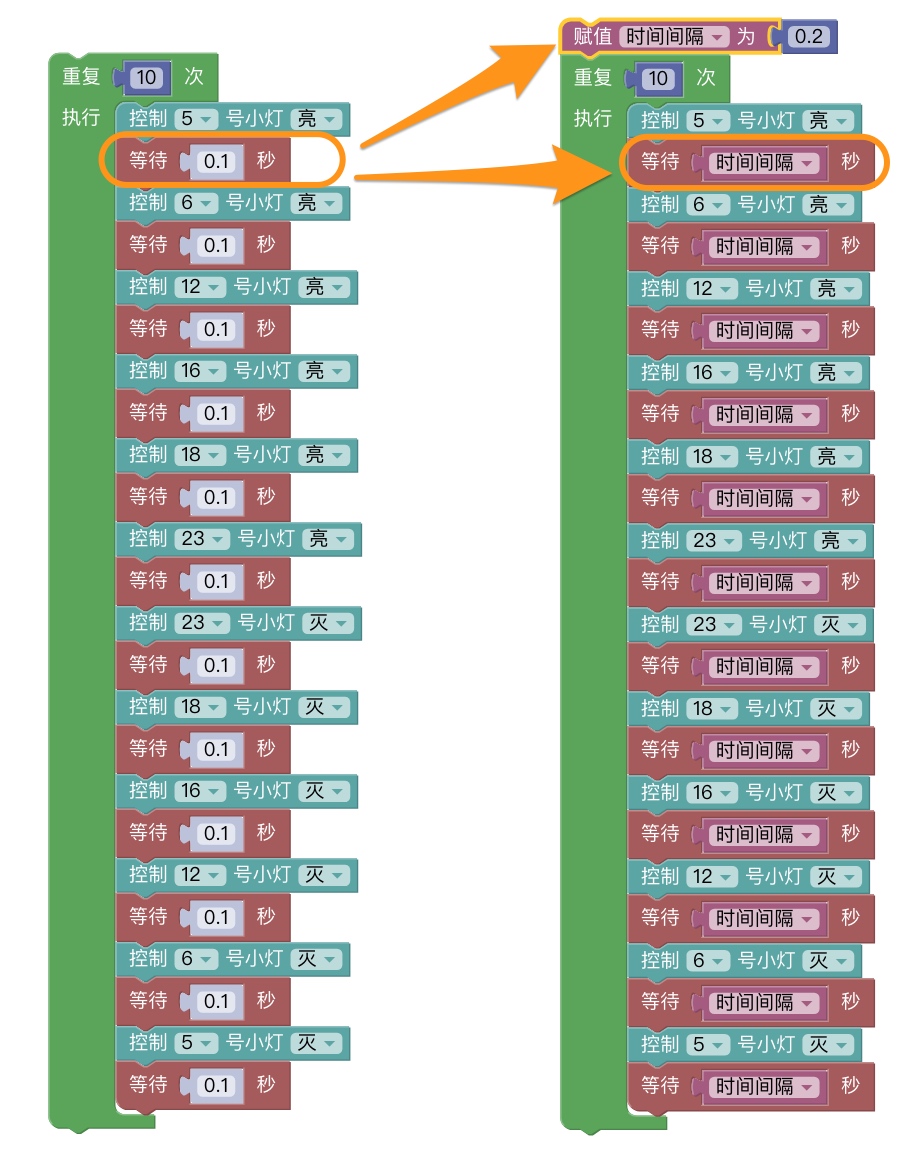 重复 10 次
执行 控制 5 号小灯 亮
等待 0.1 秒
控制 6 号小灯 亮
等待 0.1 秒
控制 12 号小灯 亮
等待 0.1 秒
控制 16 号小灯 亮
等待 0.1 秒
控制 18 号小灯 亮
等待 0.1 秒
控制 23 号小灯 亮
等待 0.1 秒
控制 23 号小灯 灭
等待 0.1 秒
控制 18 号小灯 灭
等待 0.1 秒
控制 16 号小灯 灭
等待 0.1 秒
控制 12 号小灯 灭
等待 0.1 秒
控制 6 号小灯 灭
等待 0.1 秒
控制 5 号小灯 灭
等待 0.1 秒
赋值 时间间隔 为 0.2
重复 10 次
执行 控制 5 号小灯 亮
等待 时间间隔 秒
控制 6 号小灯 亮
等待 时间间隔 秒
控制 12 号小灯 亮
等待 时间间隔 秒
控制 16 号小灯 亮
等待 时间间隔 秒
控制 18 号小灯 亮
等待 时间间隔 秒
控制 23 号小灯 亮
等待 时间间隔 秒
控制 23 号小灯 灭
等待 时间间隔 秒
控制 18 号小灯 灭
等待 时间间隔 秒
控制 16 号小灯 灭
等待 时间间隔 秒
控制 12 号小灯 灭
等待 时间间隔 秒
控制 6 号小灯 灭
等待 时间间隔 秒
控制 5 号小灯 灭
等待 时间间隔 秒